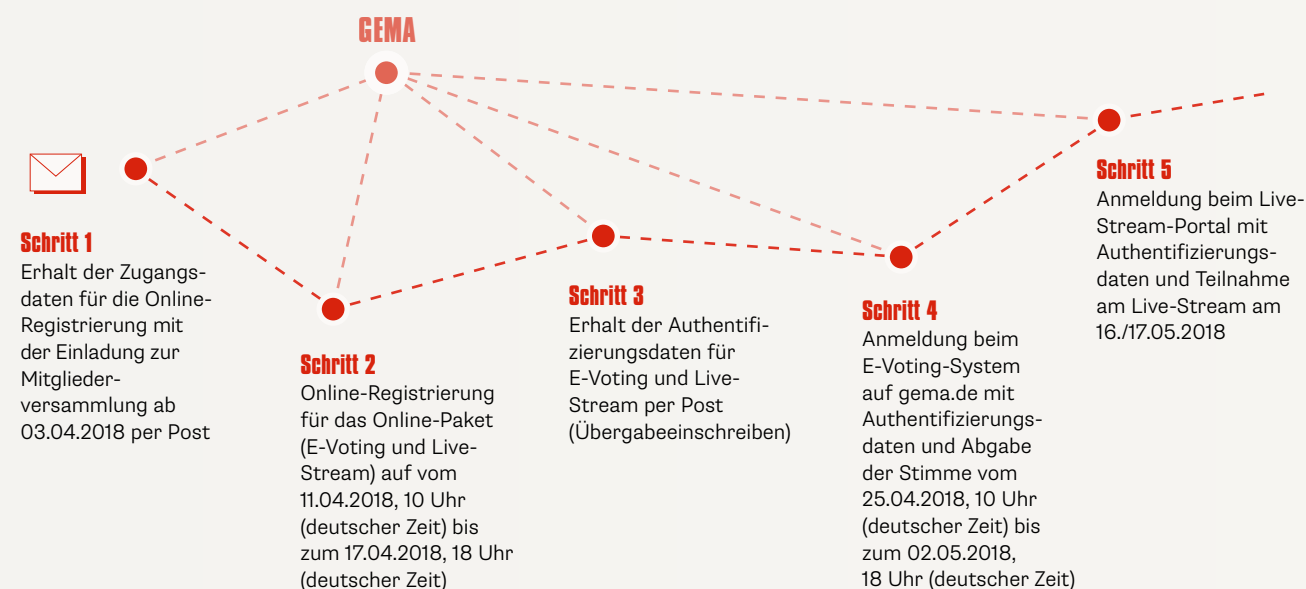 GEMA
Schritt 1
Erhalt der Zugangs-
daten für die Online-
Registrierung mit
der Einladung zur
Mitglieder-
versammlung ab
03.04.2018 per Post
Schritt 2
Online-Registrierung
für das Online-Paket
(E-Voting und Live-
Stream) auf vom
11.04.2018, 10 Uhr
(deutscher Zeit) bis
zum 17.04.2018, 18 Uhr
(deutscher Zeit)
Schritt 3
Erhalt der Authentifi-
zierungsdaten für
E-Voting und Live-
Stream per Post
(Übergabeeinschreiben)
Schritt 4
Anmeldung beim
E-Voting-System
auf gema.de mit
Authentifizierungs-
daten und Abgabe
der Stimme vom
25.04.2018, 10 Uhr
(deutscher Zeit) bis
zum 02.05.2018,
18 Uhr (deutscher Zeit)
Schritt 5
Anmeldung beim Live-
Stream-Portal mit
Authentifizierungs-
daten und Teilnahme
am Live-Stream am
16./17.05.2018